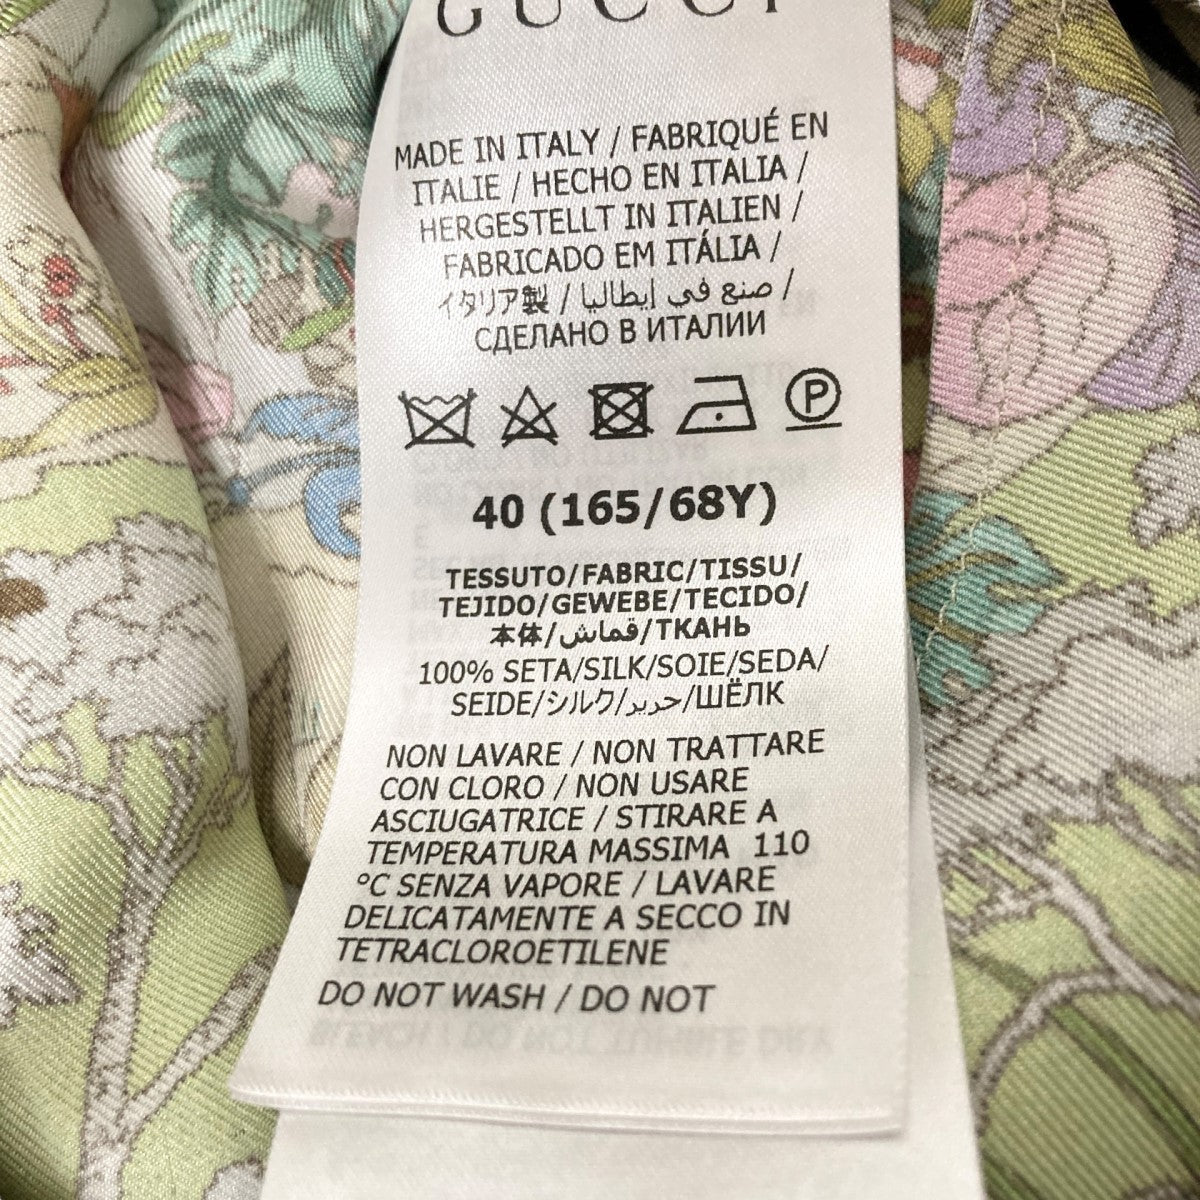 GUCCI
MADE IN ITALY / FABRIQUÉ EN
ITALIE / HECHO EN ITALIA /
HERGESTELLT IN ITALIEN /
FABRICADO EM ITÁLIA /
イタリア製 / صنع في إيطاليا /
СДЕЛАНО В ИТАЛИИ
P
40 (165/68Y)
TESSUTO/FABRIC/TISSU/
TEJIDO/GEWEBE/TECIDO/
本体/قماش/ТКАНЬ
100% SETA/SILK/SOIE/SEDA/
SEIDE/シルク/حرير/ШЁЛК
NON LAVARE / NON TRATTARE
CON CLORO / NON USARE
ASCIUGATRICE / STIRARE A
TEMPERATURA MASSIMA 110
°C SENZA VAPORE / LAVARE
DELICATAMENTE A SECCO IN
TETRACLOROETILENE
DO NOT WASH / DO NOT